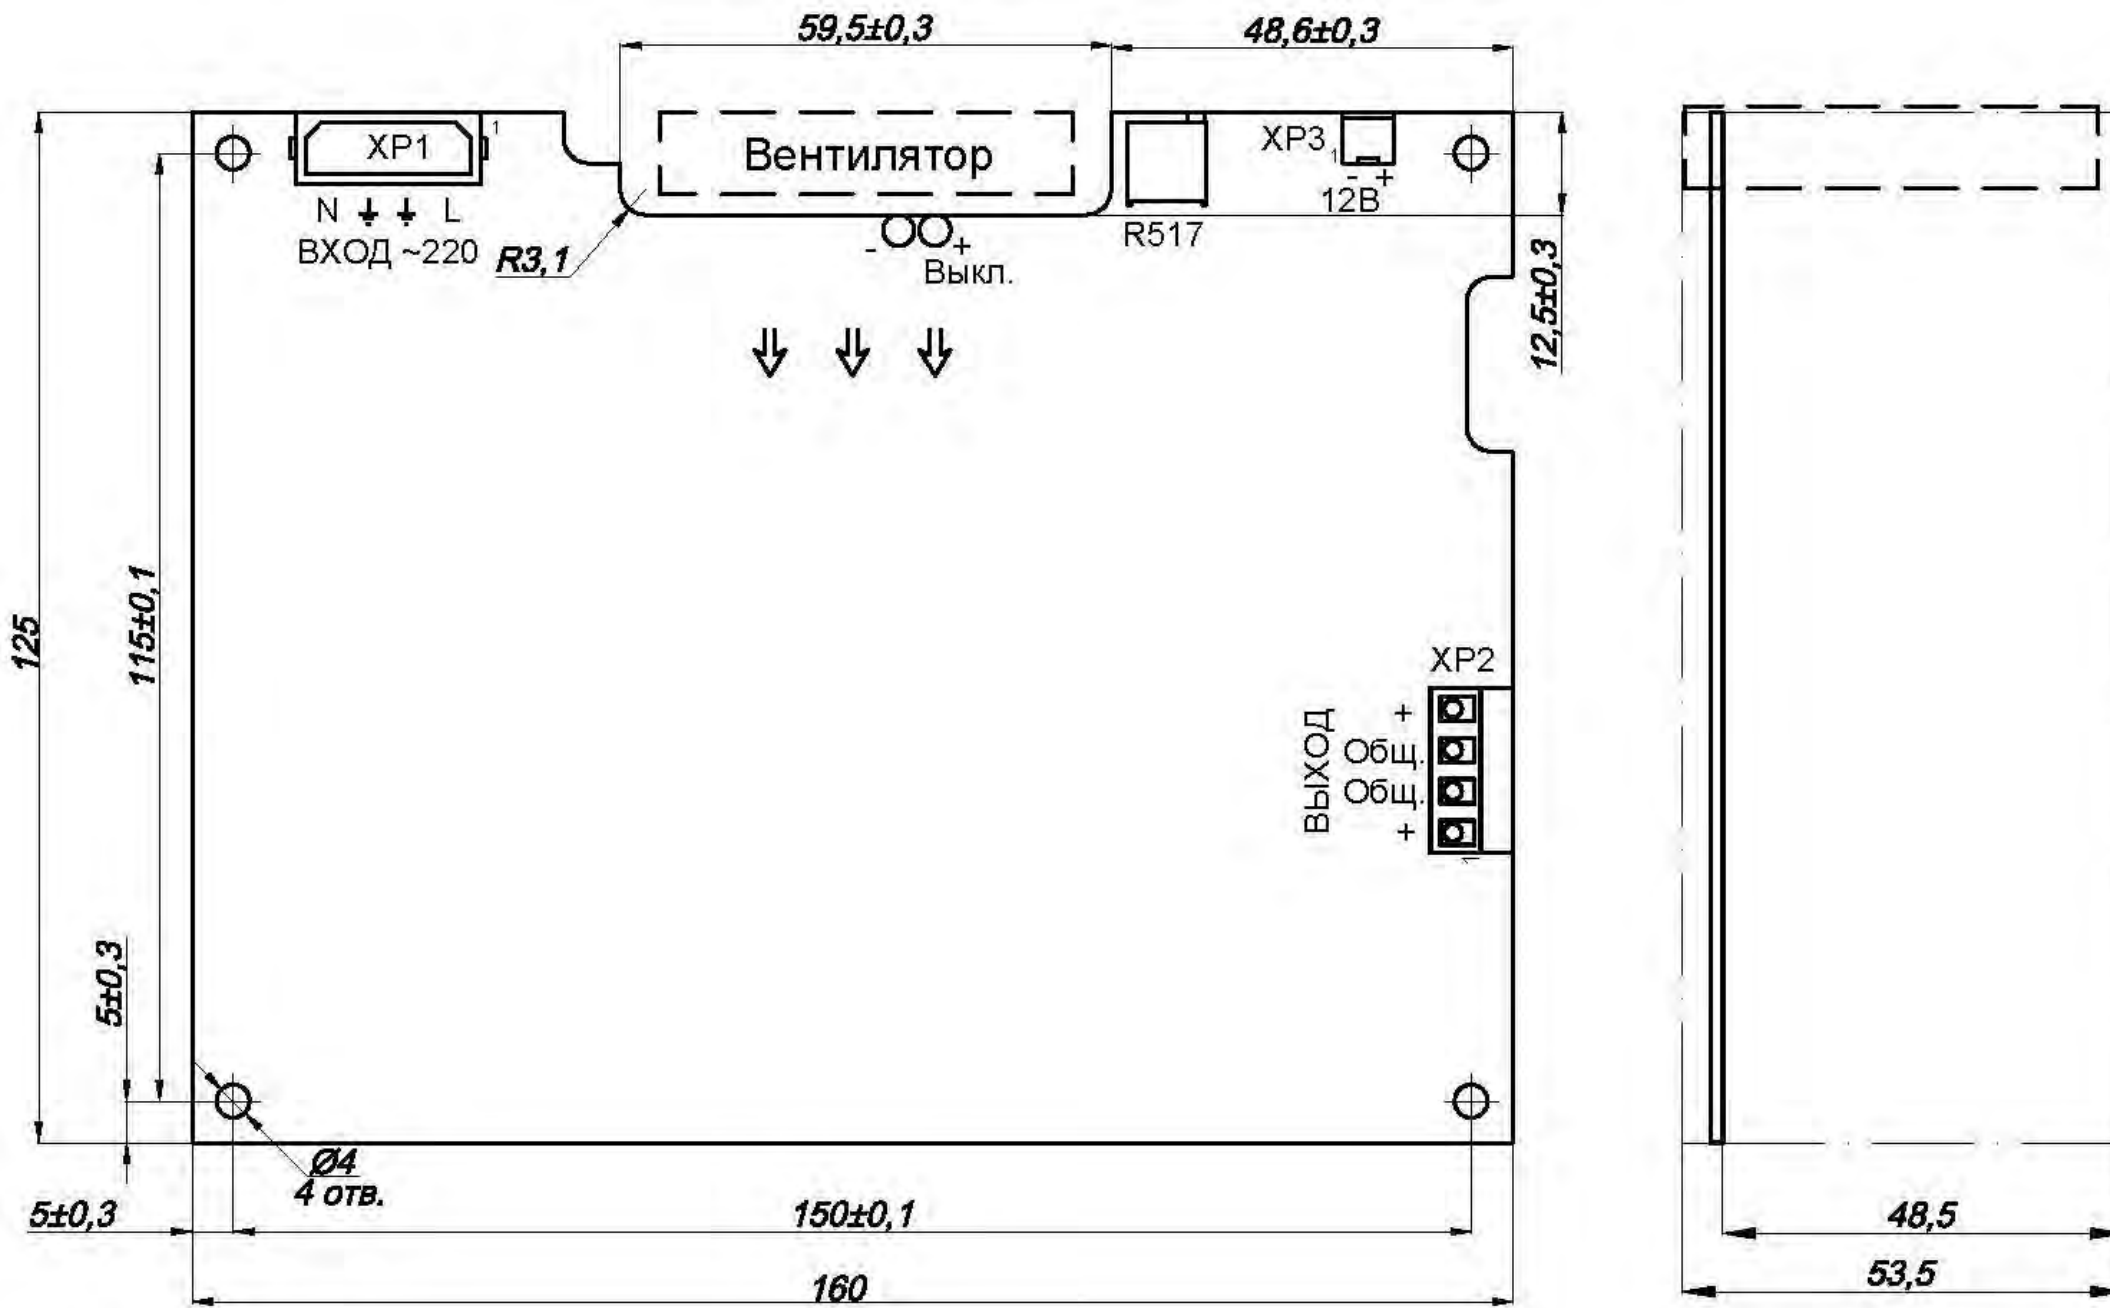 59,5±0,3
48,6±0,3
XP1
1
Вентилятор
XP3
1
- +
12В
N L
ВХОД ~220
R3,1
- +
Выкл.
R517
12,5±0,3
125
115±0,1
XP2
ВЫХОД
+
Общ.
Общ.
+
1
5±0,3
Ø4
4 отв.
5±0,3
150±0,1
160
48,5
53,5